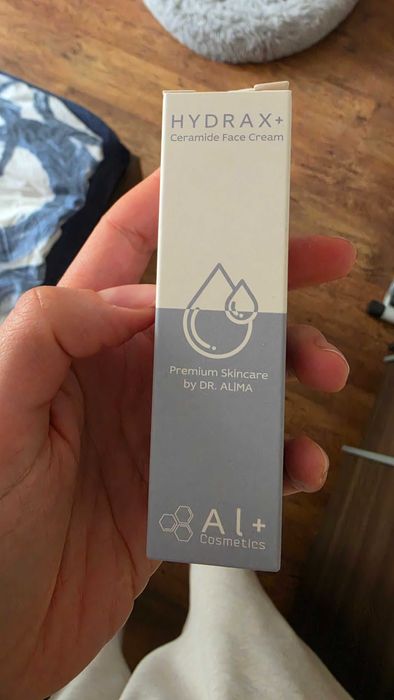 HYDRAX+
Ceramide Face Cream
Premium Skincare
by DR. ALIMA
Al+
Cosmetics